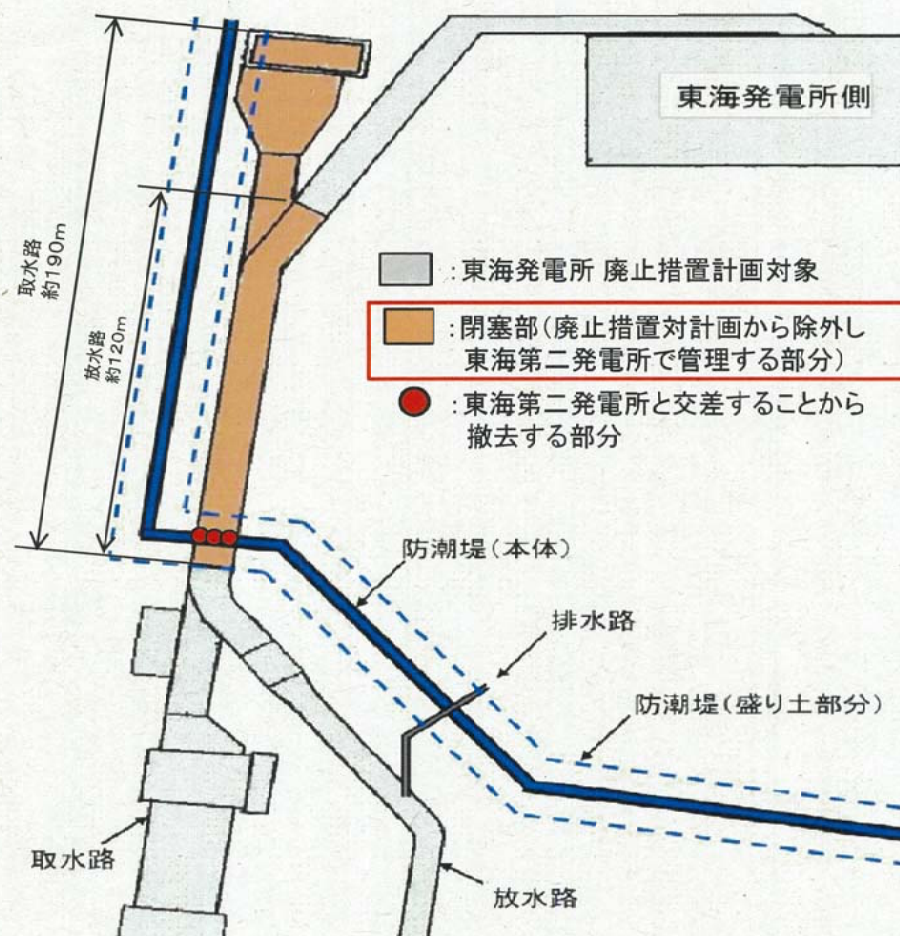 東海発電所側
取水路
約190m
放水路
約120m
:東海発電所 廃止措置計画対象
:閉塞部(廃止措置対計画から除外し
東海第二発電所で管理する部分)
:東海第二発電所と交差することから
撤去する部分
防潮堤(本体)
排水路
防潮堤(盛り土部分)
取水路
放水路